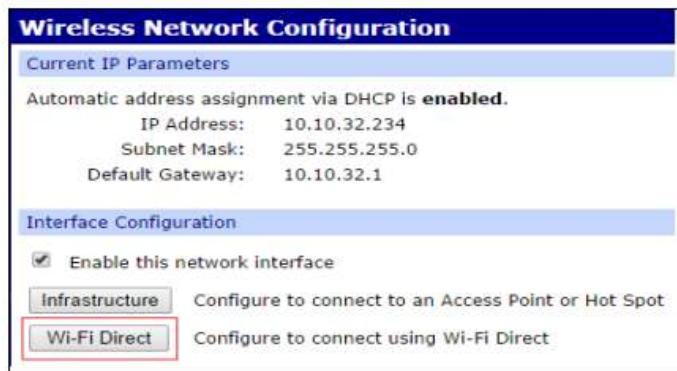 Wireless Network Configuration
Current IP Parameters
Automatic address assignment via DHCP is enabled.
IP Address: 10.10.32.234
Subnet Mask: 255.255.255.0
Default Gateway: 10.10.32.1
Interface Configuration
Enable this network interface
Infrastructure Configure to connect to an Access Point or Hot Spot
Wi-Fi Direct Configure to connect using Wi-Fi Direct